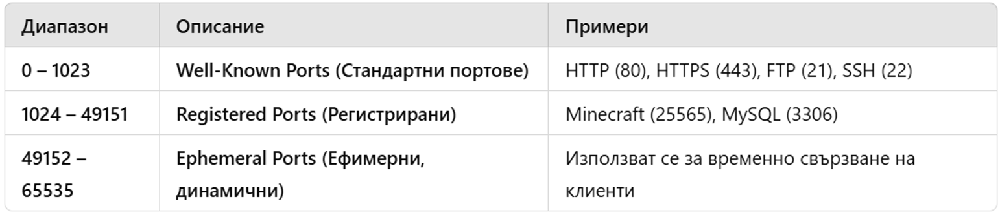 Диапазон Описание Примери
0 – 1023 Well-Known Ports (Стандартни портове) HTTP (80), HTTPS (443), FTP (21), SSH (22)
1024 – 49151 Registered Ports (Регистрирани) Minecraft (25565), MySQL (3306)
49152 – Ephemeral Ports (Ефимерни, Използват се за временно свързване на
65535 динамични) клиенти